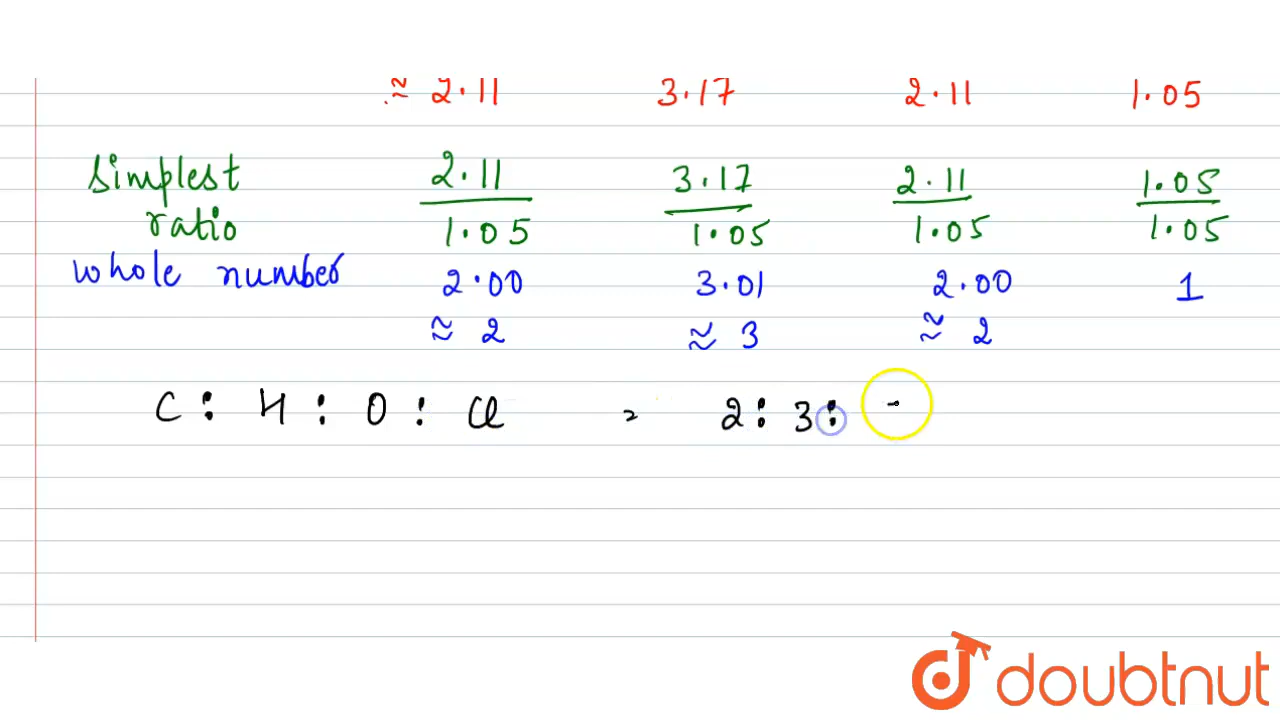 ≈ 2.11 3.17 2.11 1.05
Simplest ratio 2.11/1.05 3.17/1.05 2.11/1.05 1.05/1.05
whole number 2.00 3.01 2.00 1
≈ 2 ≈ 3 ≈ 2
C : H : O : Cl = 2 : 3 :
doubtnut